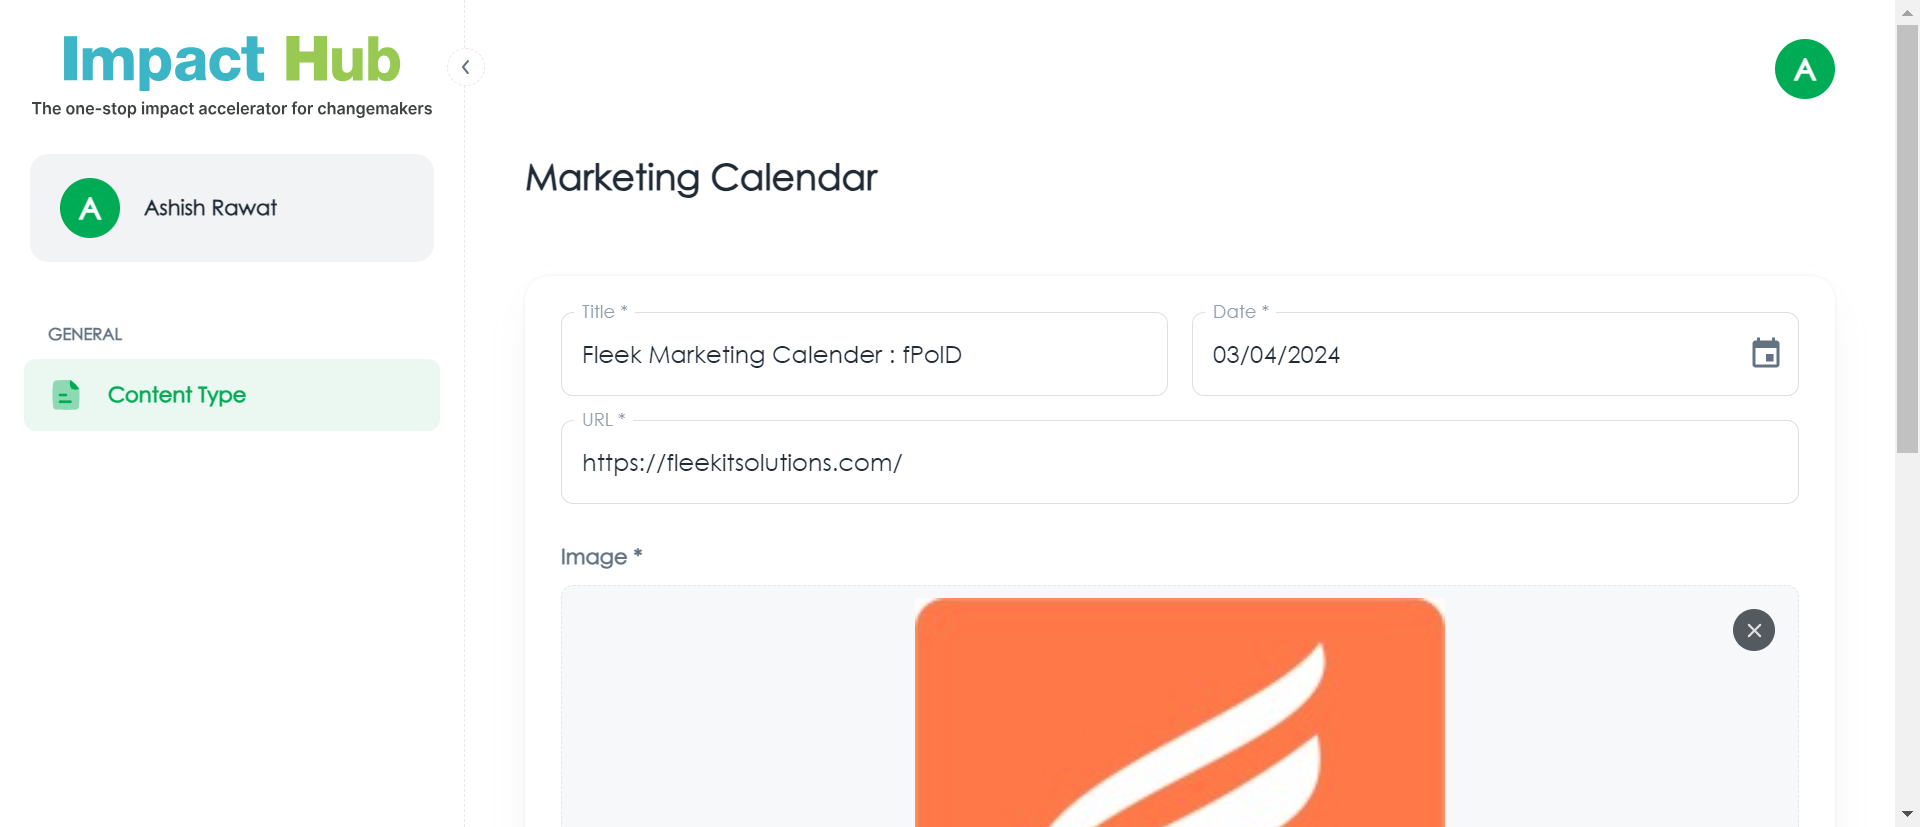 Impact Hub
The one-stop impact accelerator for changemakers
A
A
Ashish Rawat
GENERAL
Content Type
Marketing Calendar
Title *
Fleek Marketing Calender : fPolD
Date *
03/04/2024
URL *
https://fleekitsolutions.com/
Image *